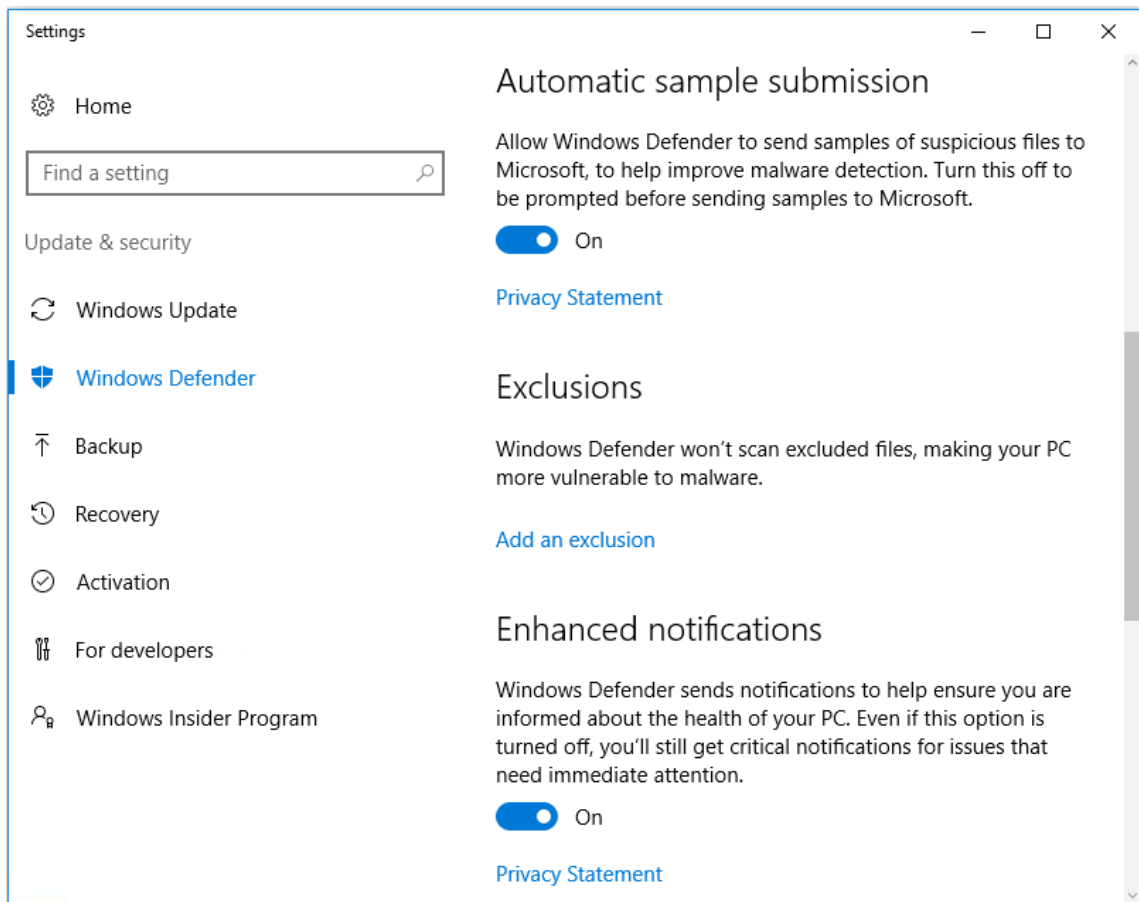 Settings
Home
Find a setting
Update & security
Windows Update
Windows Defender
Backup
Recovery
Activation
For developers
Windows Insider Program
Automatic sample submission
Allow Windows Defender to send samples of suspicious files to
Microsoft, to help improve malware detection. Turn this off to
be prompted before sending samples to Microsoft.
On
Privacy Statement
Exclusions
Windows Defender won’t scan excluded files, making your PC
more vulnerable to malware.
Add an exclusion
Enhanced notifications
Windows Defender sends notifications to help ensure you are
informed about the health of your PC. Even if this option is
turned off, you’ll still get critical notifications for issues that
need immediate attention.
On
Privacy Statement